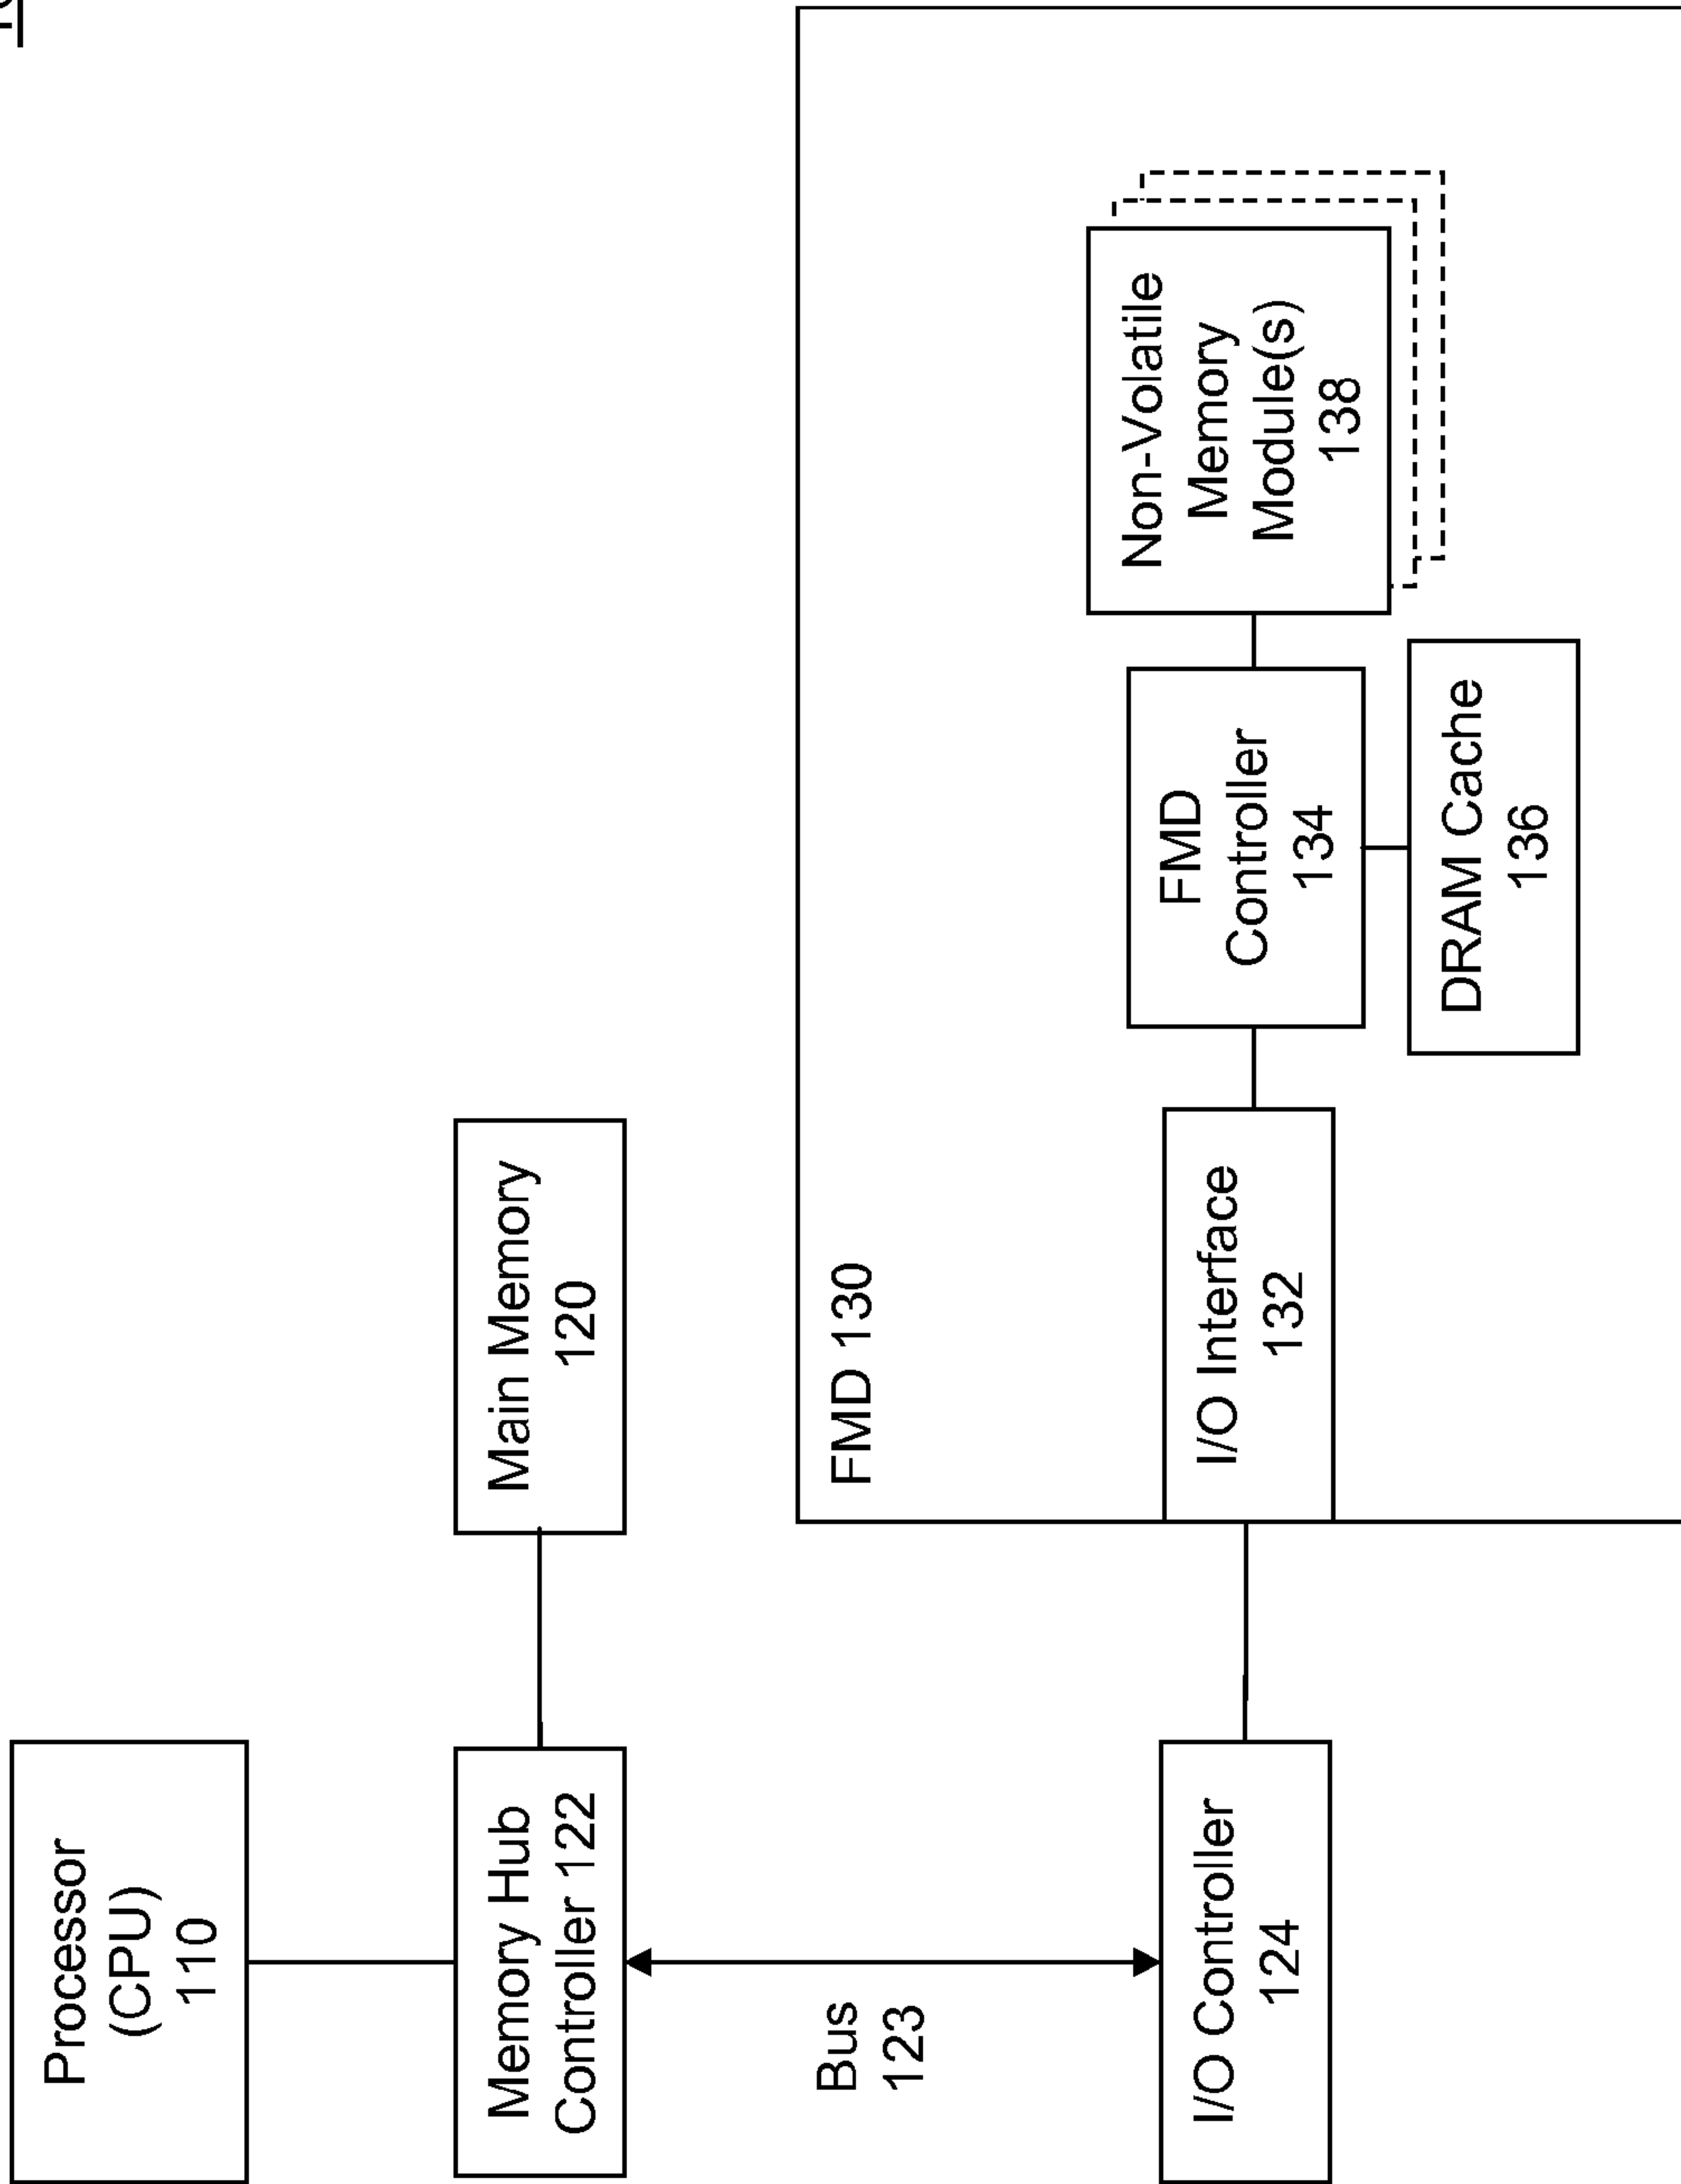 Processor
(CPU)
110
Memory Hub
Controller 122
Main Memory
120
Bus
123
I/O Controller
124
FMD 130
I/O Interface
132
FMD
Controller
134
DRAM Cache
136
Non-Volatile
Memory
Module(s)
138